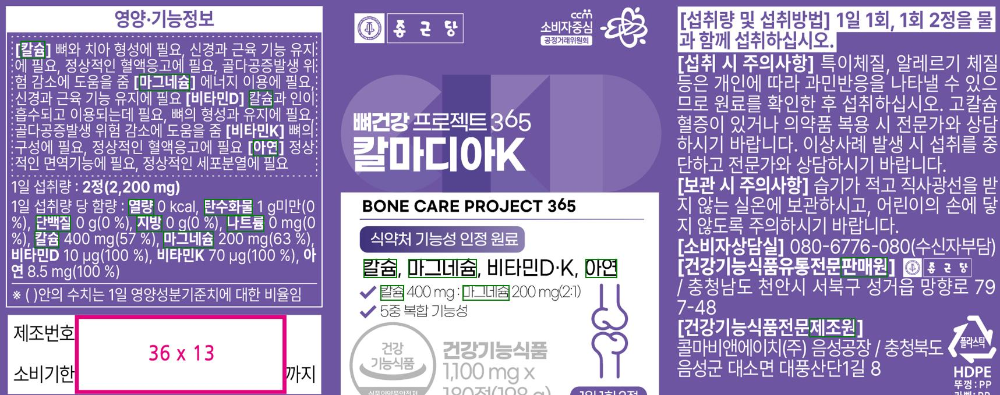 영양·기능정보
[칼슘] 뼈와 치아 형성에 필요, 신경과 근육 기능 유지
에 필요, 정상적인 혈액응고에 필요, 골다공증발생 위
험 감소에 도움을 줌 [마그네슘] 에너지 이용에 필요,
신경과 근육 기능 유지에 필요 [비타민D] 칼슘과 인이
흡수되고 이용되는데 필요, 뼈의 형성과 유지에 필요,
골다공증발생 위험 감소에 도움을 줌 [비타민K] 뼈의
구성에 필요, 정상적인 혈액응고에 필요 [아연] 정상
적인 면역기능에 필요, 정상적인 세포분열에 필요
1일 섭취량 : 2정(2,200 mg)
1일 섭취량 당 함량 : 열량 0 kcal, 탄수화물 1 g미만(0
%), 단백질 0 g(0 %), 지방 0 g(0 %), 나트륨 0 mg(0
%), 칼슘 400 mg(57 %), 마그네슘 200 mg(63 %),
비타민D 10 µg(100 %), 비타민K 70 µg(100 %), 아
연 8.5 mg(100 %)
※ ( )안의 수치는 1일 영양성분기준치에 대한 비율임
제조번호
36 x 13
소비기한
까지
종근당
ccm
소비자중심
공정거래위원회
뼈건강 프로젝트 365
칼마디아K
BONE CARE PROJECT 365
식약처 기능성 인정 원료
칼슘, 마그네슘, 비타민D·K, 아연
칼슘 400 mg : 마그네슘 200 mg(2:1)
5중 복합 기능성
건강
기능식품
건강기능식품
1,100 mg x
[섭취량 및 섭취방법] 1일 1회, 1회 2정을 물
과 함께 섭취하십시오.
[섭취 시 주의사항] 특이체질, 알레르기 체질
등은 개인에 따라 과민반응을 나타낼 수 있으
므로 원료를 확인한 후 섭취하십시오. 고칼슘
혈증이 있거나 의약품 복용 시 전문가와 상담
하시기 바랍니다. 이상사례 발생 시 섭취를 중
단하고 전문가와 상담하시기 바랍니다.
[보관 시 주의사항] 습기가 적고 직사광선을 받
지 않는 실온에 보관하시고, 어린이의 손에 닿
지 않도록 주의하시기 바랍니다.
[소비자상담실] 080-6776-080(수신자부담)
[건강기능식품유통전문판매원] 종근당
/ 충청남도 천안시 서북구 성거읍 망향로 79
7-48
[건강기능식품전문제조원]
콜마비앤에이치(주) 음성공장 / 충청북도
음성군 대소면 대풍산단1길 8
플라스틱
HDPE
뚜껑 : PP